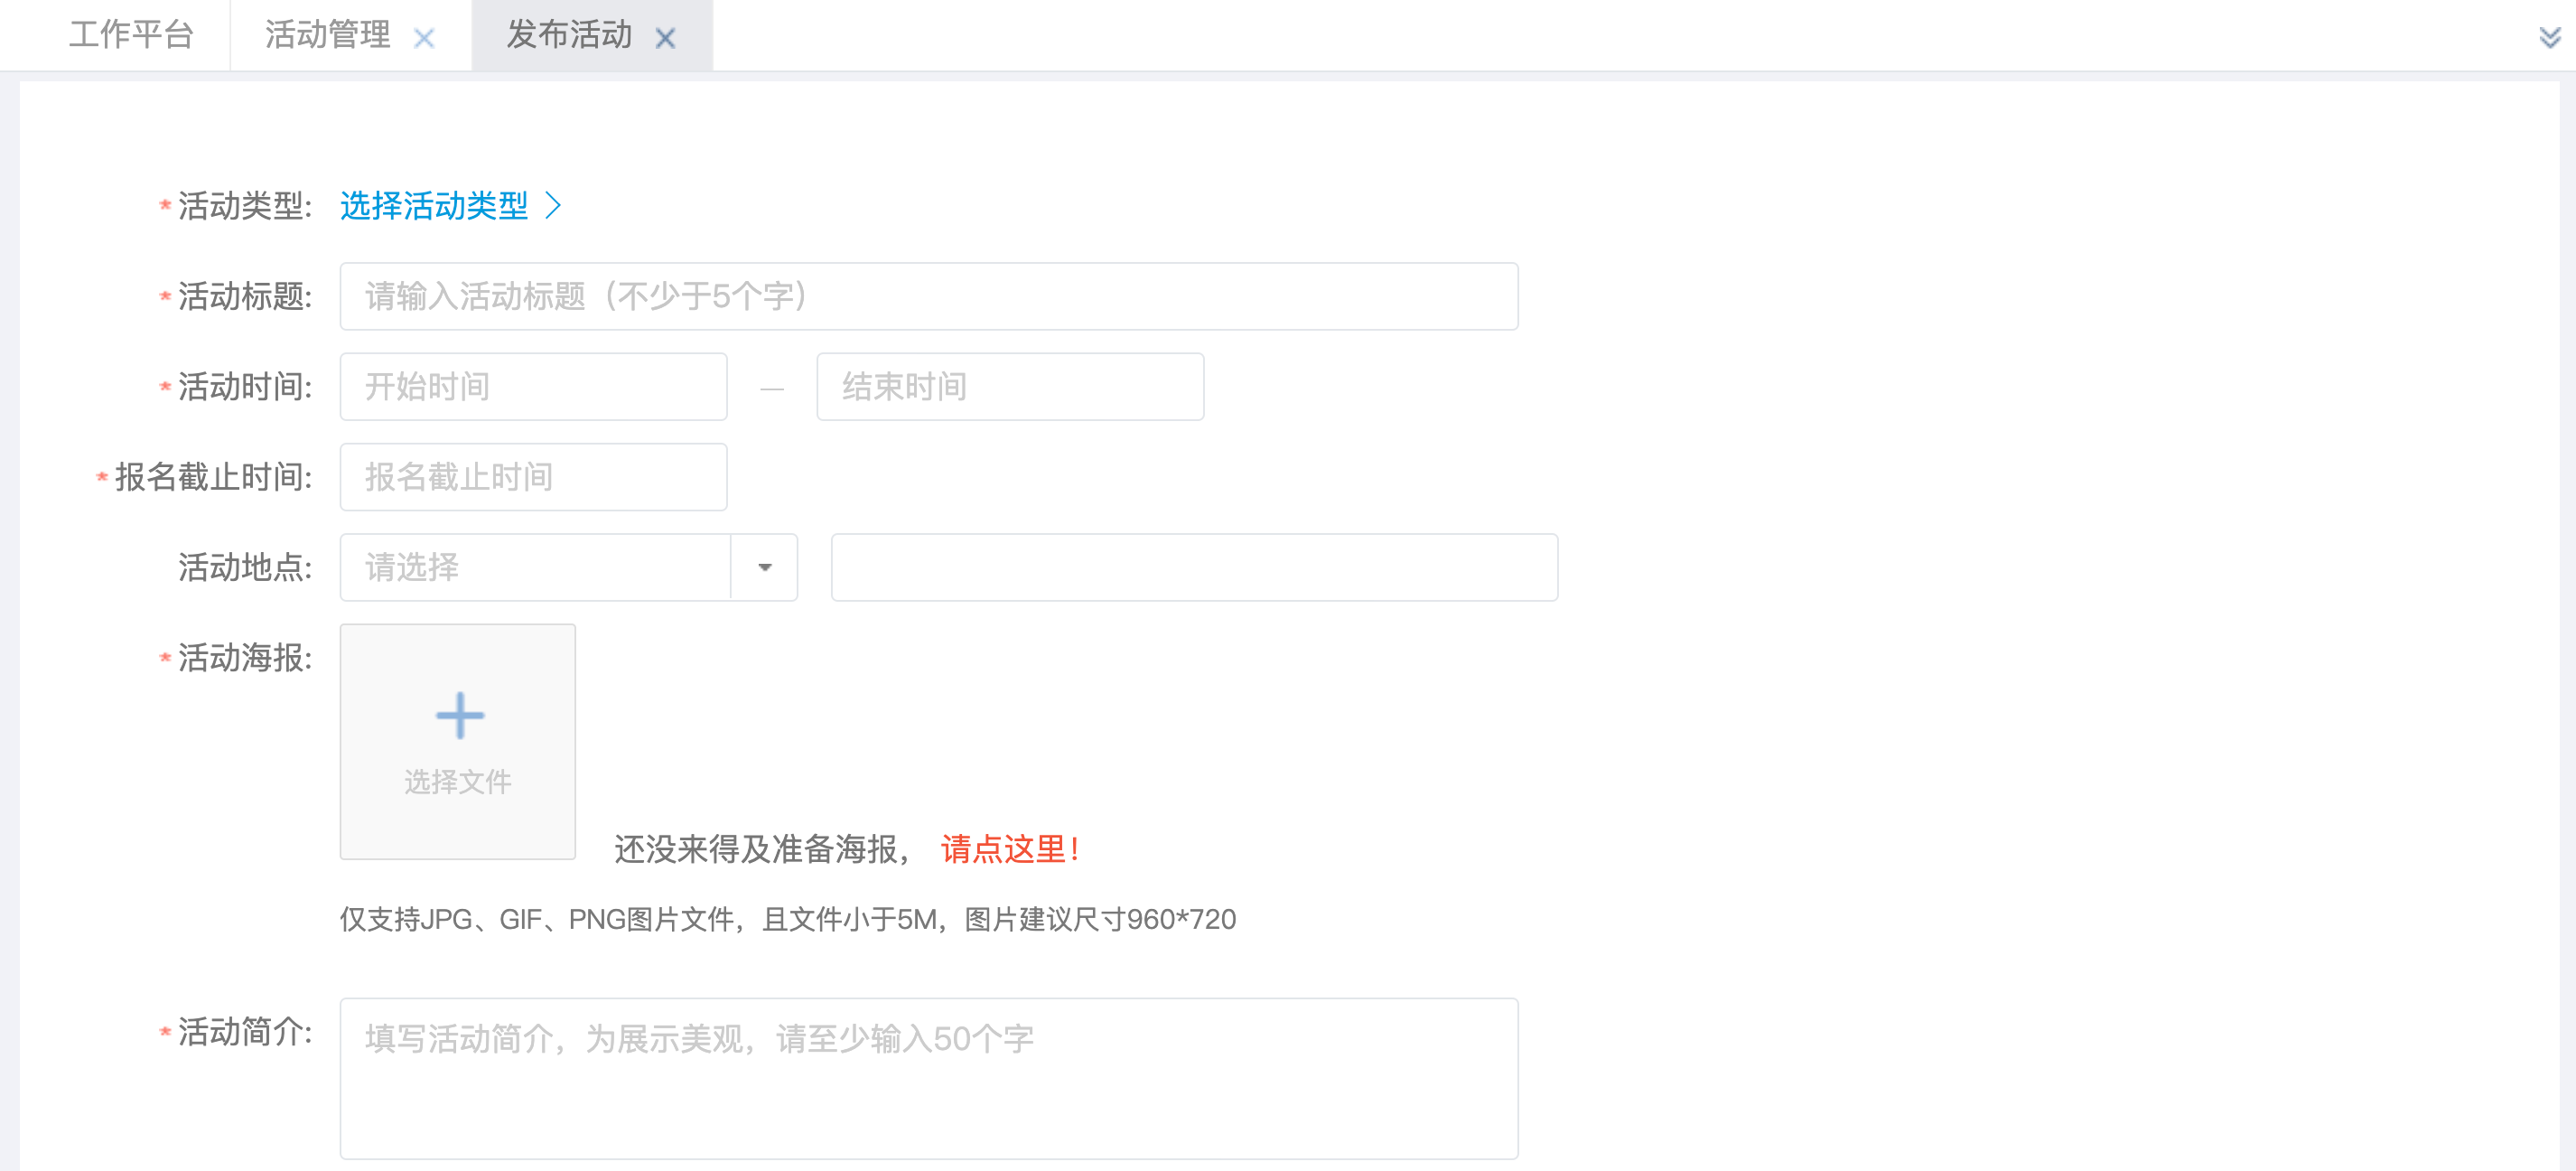 工作平台 活动管理 发布活动
*活动类型: 选择活动类型
*活动标题: 请输入活动标题（不少于5个字）
*活动时间: 开始时间 — 结束时间
*报名截止时间: 报名截止时间
活动地点: 请选择
*活动海报:
选择文件
还没来得及准备海报， 请点这里！
仅支持JPG、GIF、PNG图片文件，且文件小于5M，图片建议尺寸960*720
*活动简介: 填写活动简介，为展示美观，请至少输入50个字